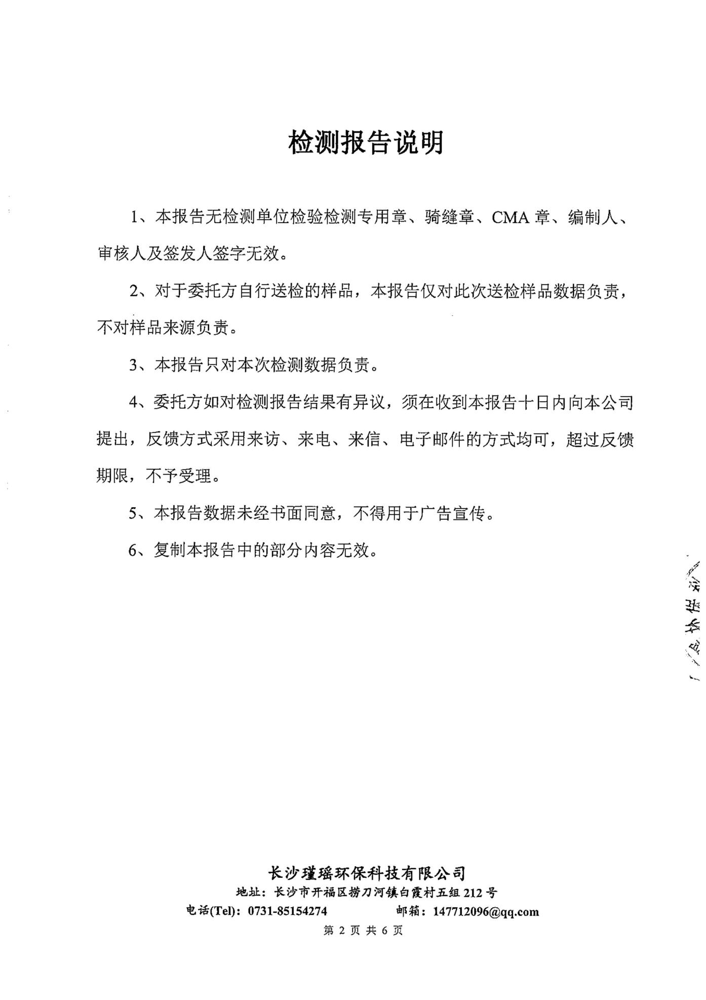 检测报告说明
1、本报告无检测单位检验检测专用章、骑缝章、CMA 章、编制人、
审核人及签发人签字无效。
2、对于委托方自行送检的样品，本报告仅对此次送检样品数据负责，
不对样品来源负责。
3、本报告只对本次检测数据负责。
4、委托方如对检测报告结果有异议，须在收到本报告十日内向本公司
提出，反馈方式采用来访、来电、来信、电子邮件的方式均可，超过反馈
期限，不予受理。
5、本报告数据未经书面同意，不得用于广告宣传。
6、复制本报告中的部分内容无效。
长沙瑾瑶环保科技有限公司
地址：长沙市开福区捞刀河镇白霞村五组 212 号
电话(Tel)：0731-85154274 邮箱：147712096@qq.com
第 2 页 共 6 页